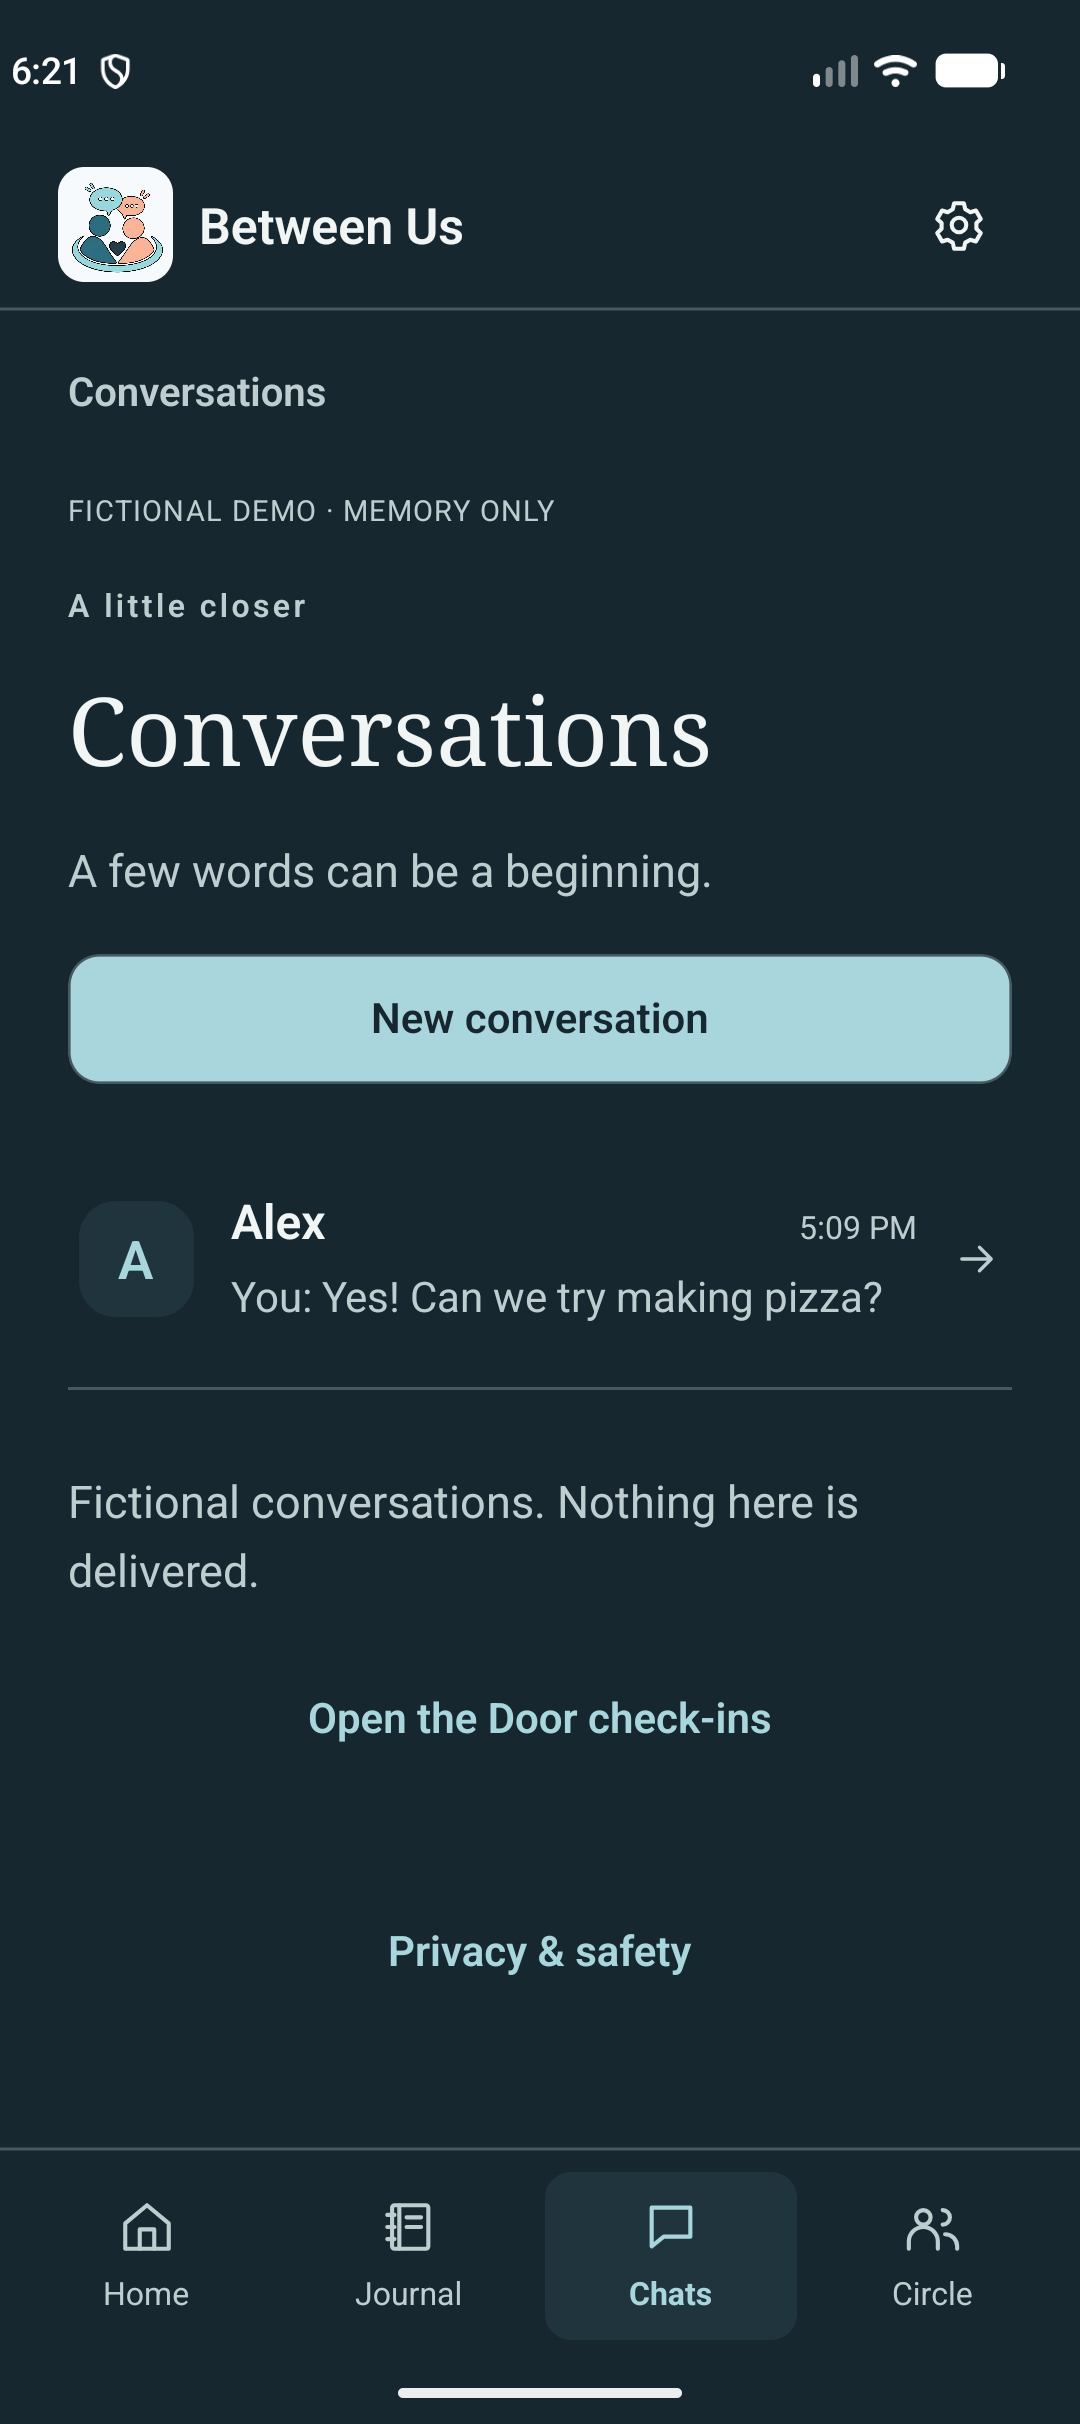 6:21
Between Us
Conversations
FICTIONAL DEMO · MEMORY ONLY
A little closer
Conversations
A few words can be a beginning.
New conversation
A
Alex
5:09 PM
You: Yes! Can we try making pizza?
Fictional conversations. Nothing here is
delivered.
Open the Door check-ins
Privacy & safety
Home
Journal
Chats
Circle